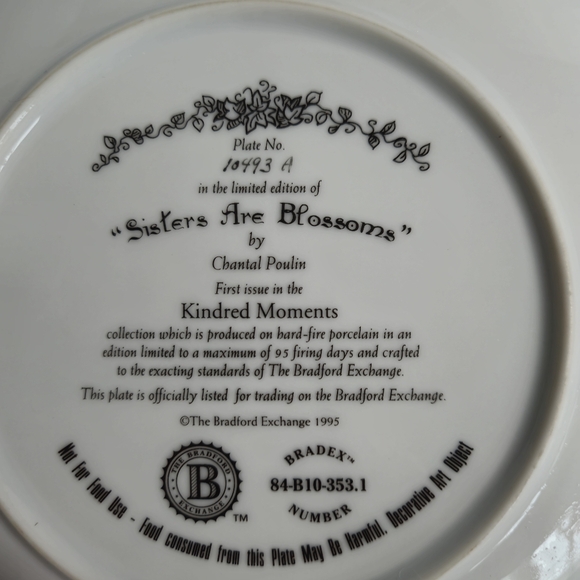 Plate No.
10493 A
in the limited edition of
"Sisters Are Blossoms"
by
Chantal Poulin
First issue in the
Kindred Moments
collection which is produced on hard-fire porcelain in an
edition limited to a maximum of 95 firing days and crafted
to the exacting standards of The Bradford Exchange.
This plate is officially listed for trading on the Bradford Exchange.
©The Bradford Exchange 1995
THE BRADFORD
B
EXCHANGE
TM
BRADEX™
84-B10-353.1
NUMBER
Not For Food Use - Food consumed from this Plate May Be Harmful. Decorative Art Object